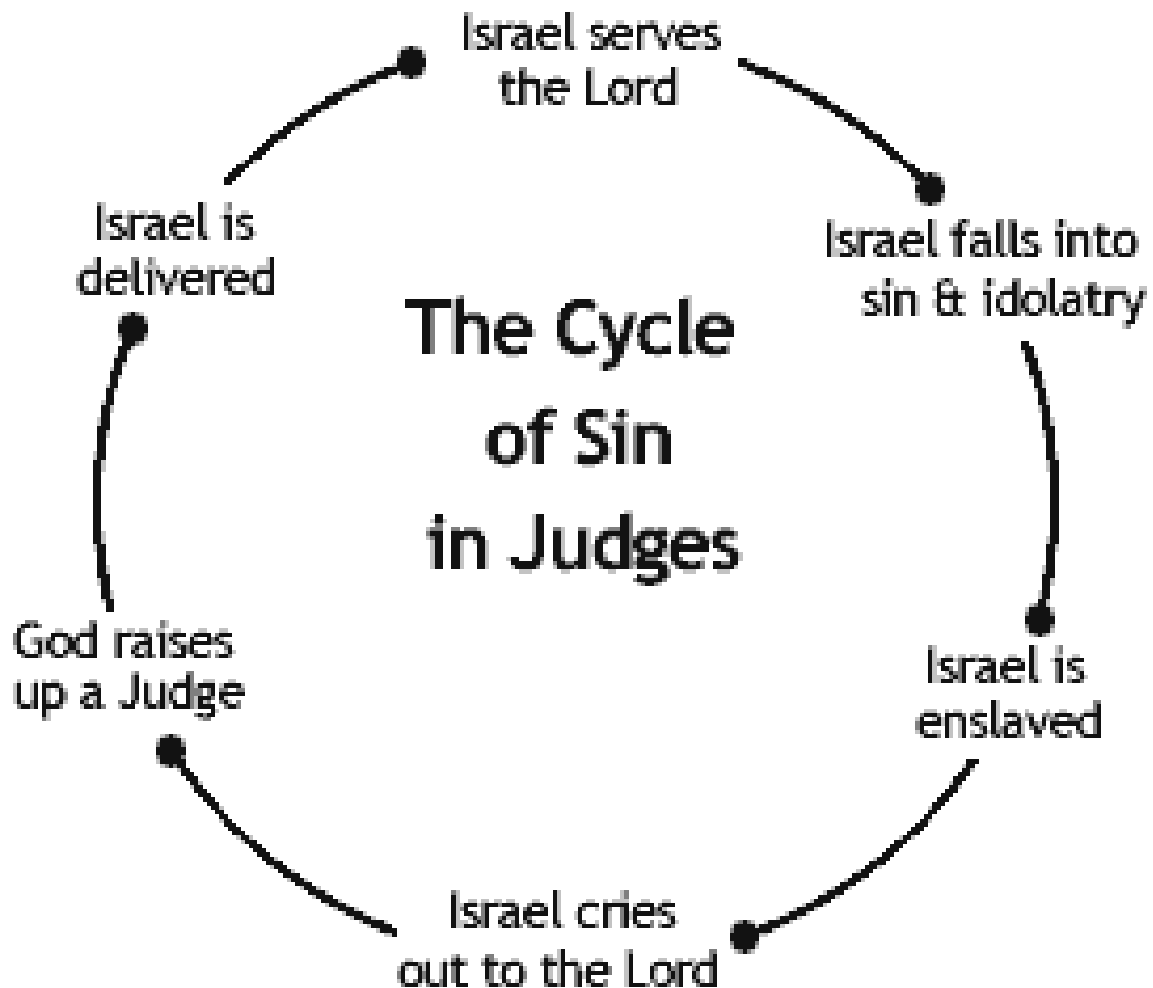 Israel serves
the Lord
Israel falls into
sin & idolatry
Israel is
enslaved
Israel cries
out to the Lord
God raises
up a Judge
Israel is
delivered
The Cycle
of Sin
in Judges